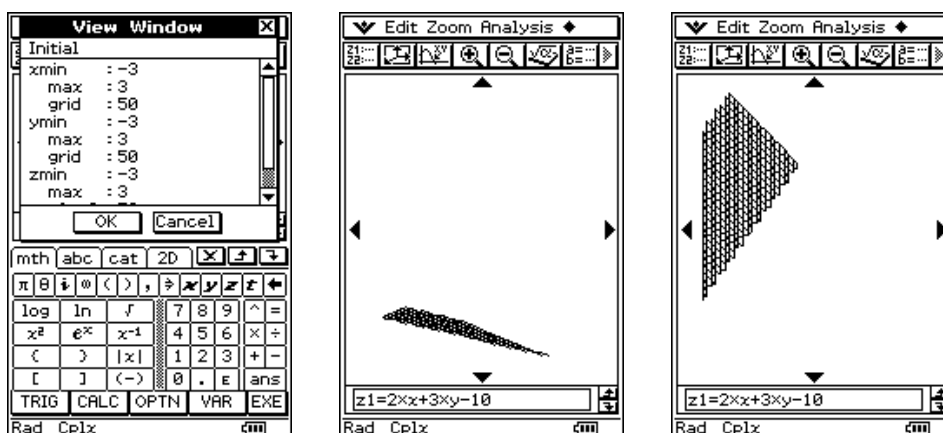 View Window
Initial
xmin :-3
max :3
grid :50
ymin :-3
max :3
grid :50
zmin :-3
max :3
OK Cancel
mth abc cat 2D
π θ i ∞ ( ) , ⇒ x y z t ←
log ln √ 7 8 9 ^ =
x² eˣ x⁻¹ 4 5 6 × ÷
( ) |x| 1 2 3 + −
[ ] (−) 0 . E ans
TRIG CALC OPTN VAR EXE
Rad Cplx
Edit Zoom Analysis
z1=2×x+3×y-10
Rad Cplx
Edit Zoom Analysis
z1=2×x+3×y-10
Rad Cplx